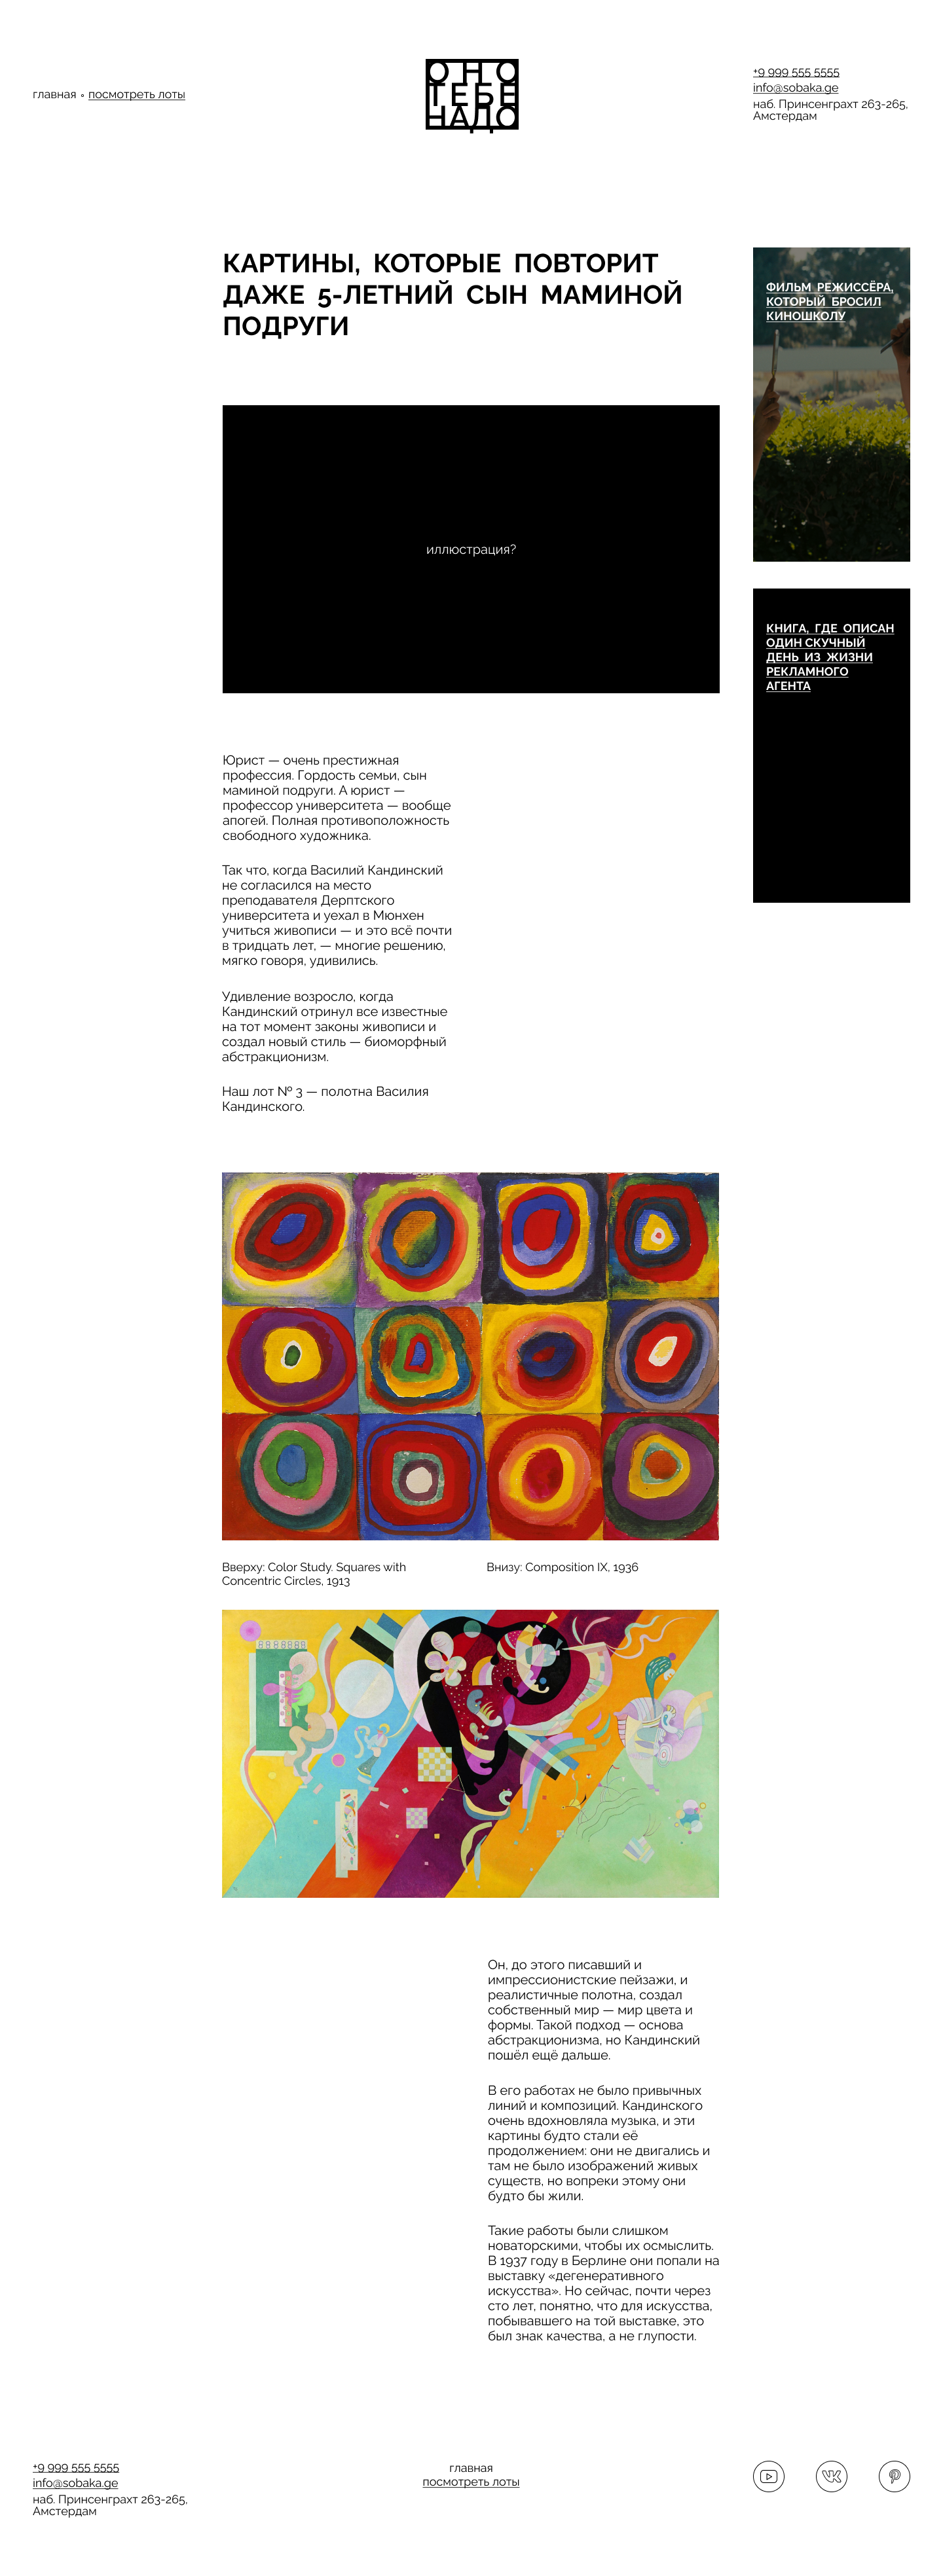 главная ∘ посмотреть лоты
ОНО
ТЕБЕ
НАДО
+9 999 555 5555
info@sobaka.ge
наб. Принсенграхт 263-265,
Амстердам
КАРТИНЫ, КОТОРЫЕ ПОВТОРИТ
ДАЖЕ 5-ЛЕТНИЙ СЫН МАМИНОЙ
ПОДРУГИ
иллюстрация?
ФИЛЬМ РЕЖИССЁРА,
КОТОРЫЙ БРОСИЛ
КИНОШКОЛУ
КНИГА, ГДЕ ОПИСАН
ОДИН СКУЧНЫЙ
ДЕНЬ ИЗ ЖИЗНИ
РЕКЛАМНОГО
АГЕНТА
Юрист — очень престижная
профессия. Гордость семьи, сын
маминой подруги. А юрист —
профессор университета — вообще
апогей. Полная противоположность
свободного художника.
Так что, когда Василий Кандинский
не согласился на место
преподавателя Дерптского
университета и уехал в Мюнхен
учиться живописи — и это всё почти
в тридцать лет, — многие решению,
мягко говоря, удивились.
Удивление возросло, когда
Кандинский отринул все известные
на тот момент законы живописи и
создал новый стиль — биоморфный
абстракционизм.
Наш лот № 3 — полотна Василия
Кандинского.
Вверху: Color Study. Squares with
Concentric Circles, 1913
Внизу: Composition IX, 1936
Он, до этого писавший и
импрессионистские пейзажи, и
реалистичные полотна, создал
собственный мир — мир цвета и
формы. Такой подход — основа
абстракционизма, но Кандинский
пошёл ещё дальше.
В его работах не было привычных
линий и композиций. Кандинского
очень вдохновляла музыка, и эти
картины будто стали её
продолжением: они не двигались и
там не было изображений живых
существ, но вопреки этому они
будто бы жили.
Такие работы были слишком
новаторскими, чтобы их осмыслить.
В 1937 году в Берлине они попали на
выставку «дегенеративного
искусства». Но сейчас, почти через
сто лет, понятно, что для искусства,
побывавшего на той выставке, это
был знак качества, а не глупости.
+9 999 555 5555
info@sobaka.ge
наб. Принсенграхт 263-265,
Амстердам
главная
посмотреть лоты